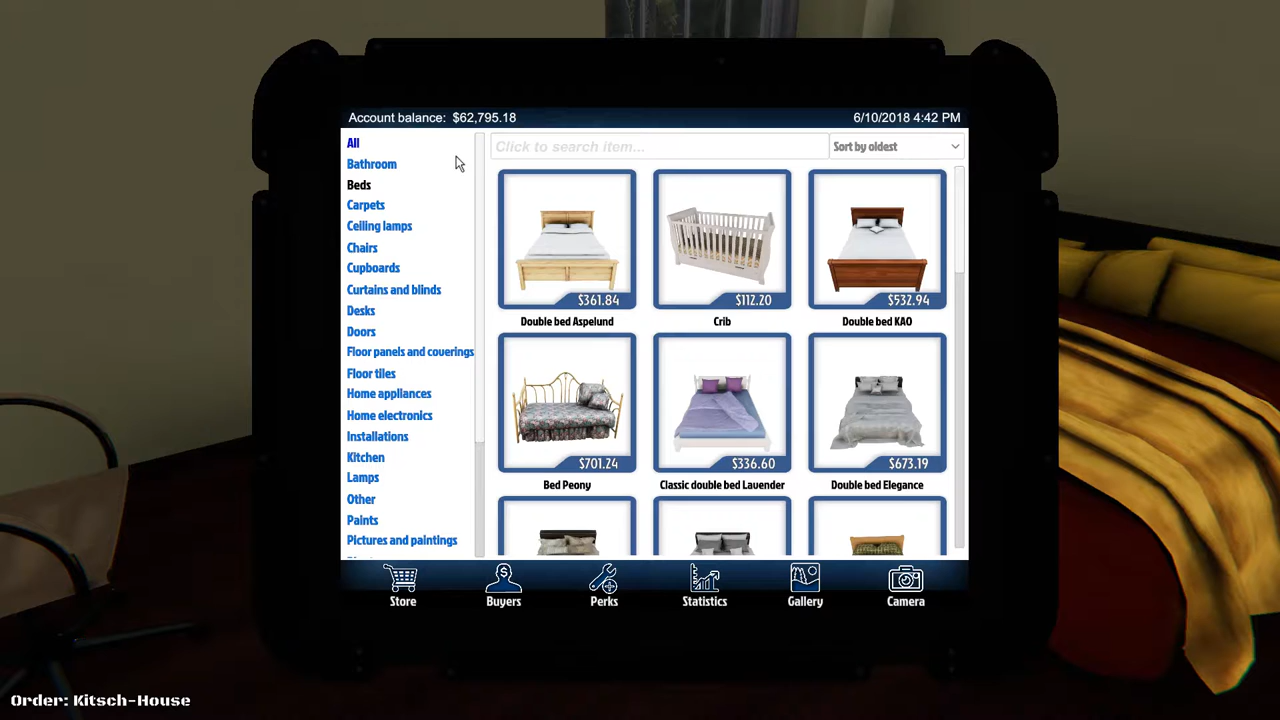 Account balance: $62,795.18
6/10/2018 4:42 PM
All
Bathroom
Beds
Carpets
Ceiling lamps
Chairs
Cupboards
Curtains and blinds
Desks
Doors
Floor panels and coverings
Floor tiles
Home appliances
Home electronics
Installations
Kitchen
Lamps
Other
Paints
Pictures and paintings
Click to search item...
Sort by oldest
$361.84
$112.20
$532.94
Double bed Aspelund
Crib
Double bed KAO
$701.24
$336.60
$673.19
Bed Peony
Classic double bed Lavender
Double bed Elegance
Store
Buyers
Perks
Statistics
Gallery
Camera
Order: Kitsch-House